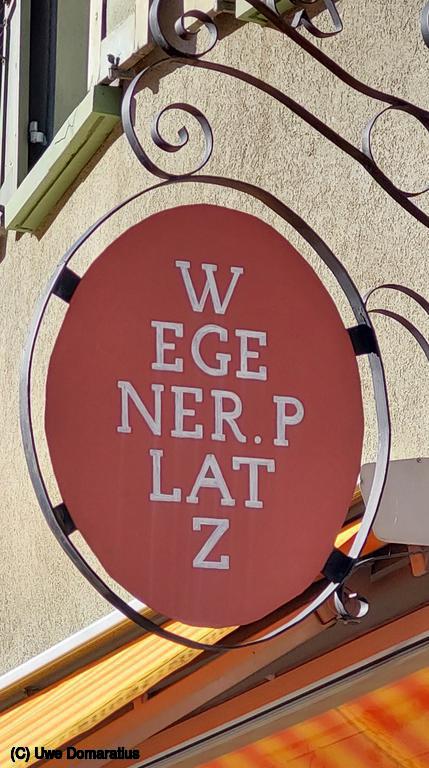 W
EGE
NER.P
LAT
Z
(C) Uwe Domaratius